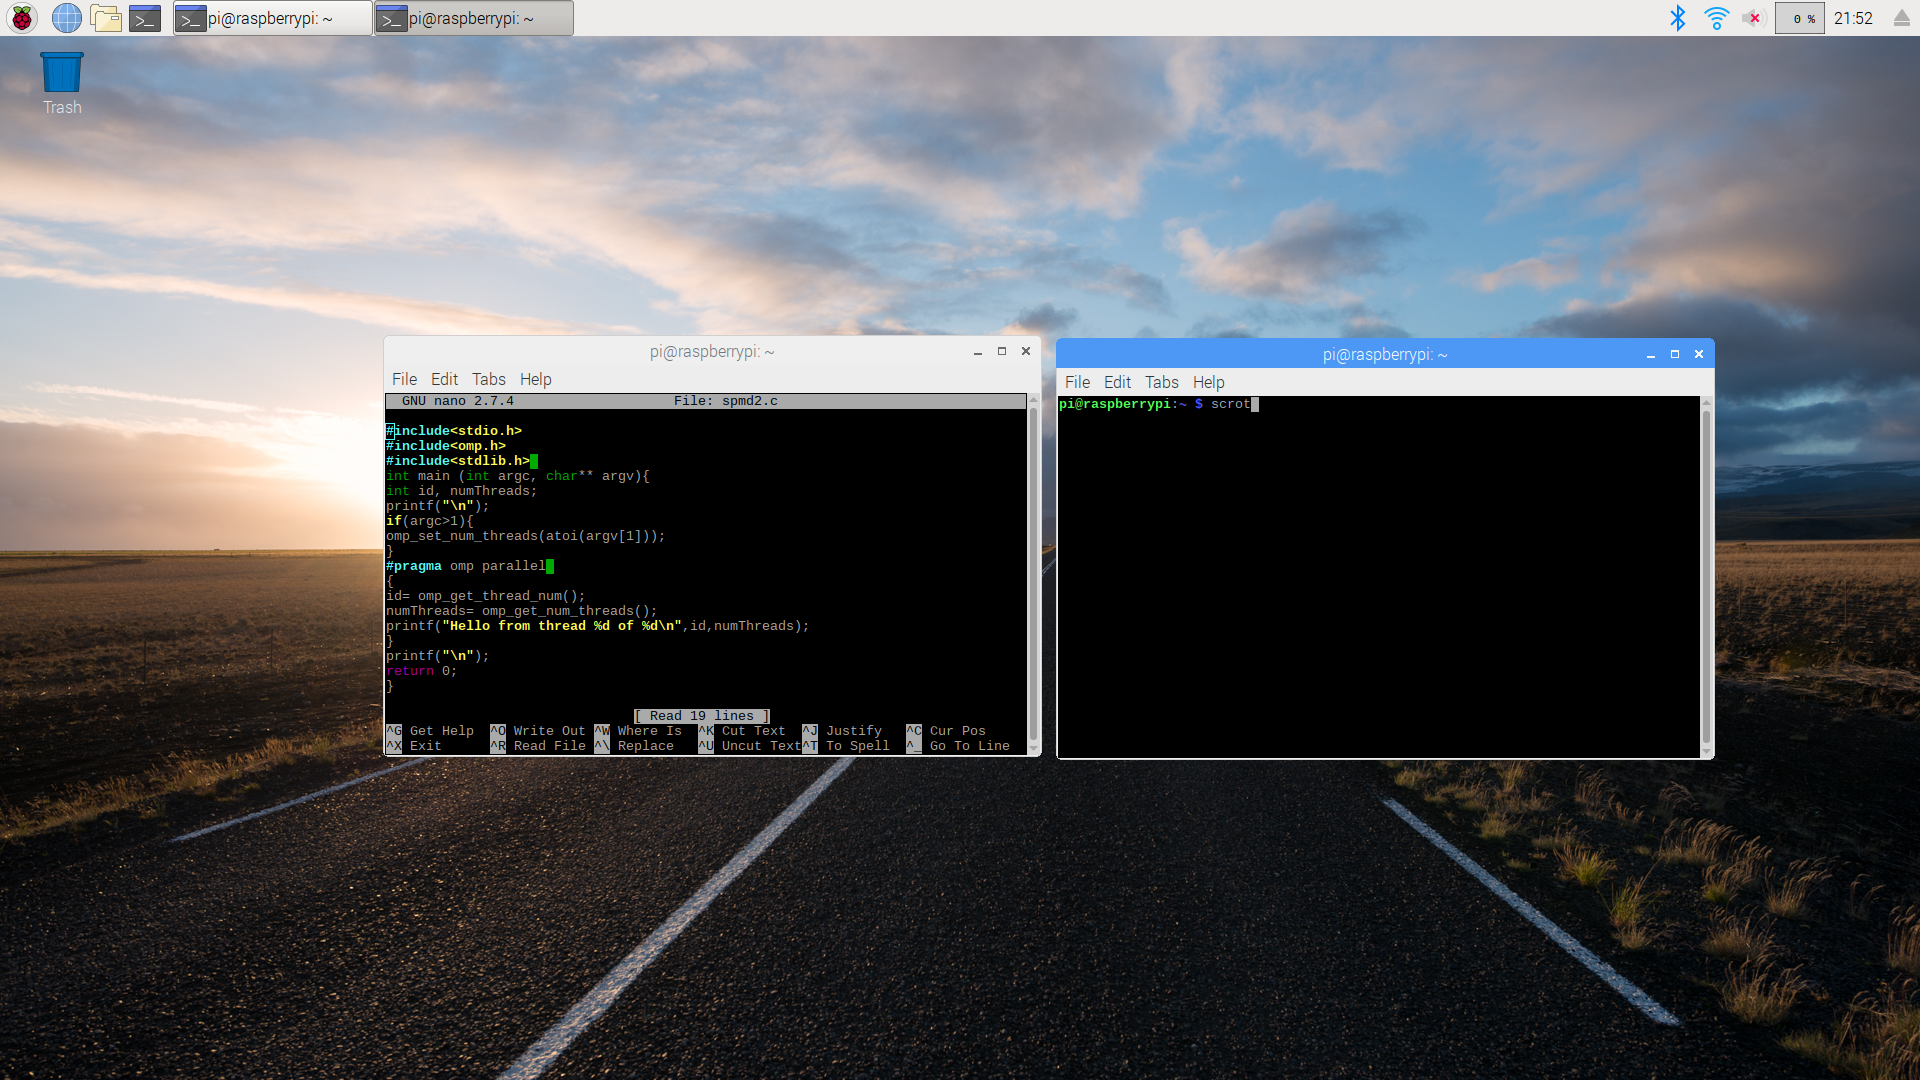 pi@raspberrypi: ~
pi@raspberrypi: ~
0 %
21:52
Trash
pi@raspberrypi: ~
File Edit Tabs Help
GNU nano 2.7.4 File: spmd2.c
#include<stdio.h>
#include<omp.h>
#include<stdlib.h>
int main (int argc, char** argv){
int id, numThreads;
printf("\n");
if(argc>1){
omp_set_num_threads(atoi(argv[1]));
}
#pragma omp parallel
{
id= omp_get_thread_num();
numThreads= omp_get_num_threads();
printf("Hello from thread %d of %d\n",id,numThreads);
}
printf("\n");
return 0;
}
[ Read 19 lines ]
^G Get Help ^O Write Out ^W Where Is ^K Cut Text ^J Justify ^C Cur Pos
^X Exit ^R Read File ^\ Replace ^U Uncut Text ^T To Spell ^_ Go To Line
pi@raspberrypi: ~
File Edit Tabs Help
pi@raspberrypi:~ $ scrot